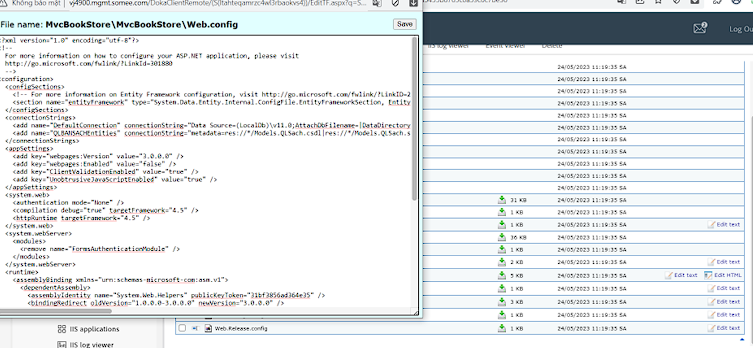 Không bảo mật | vj4900.mgmt.somee.com/DokaClientRemote/(S(ltahteqamrzc4wl3rbaokvs4))/EditTF.aspx?q=S...
File name: MvcBookStore\MvcBookStore\Web.config
Save
<?xml version="1.0" encoding="utf-8"?>
<!--
For more information on how to configure your ASP.NET application, please visit
http://go.microsoft.com/fwlink/?LinkId=301880
-->
<configuration>
<configSections>
<!-- For more information on Entity Framework configuration, visit http://go.microsoft.com/fwlink/?LinkID=2
<section name="entityFramework" type="System.Data.Entity.Internal.ConfigFile.EntityFrameworkSection, Entity
</configSections>
<connectionStrings>
<add name="DefaultConnection" connectionString="Data Source=(LocalDb)\v11.0;AttachDbFilename=|DataDirectory
<add name="QLBANSACHEntities" connectionString="metadata=res://*/Models.QLSach.csdl|res://*/Models.QLSach.s
</connectionStrings>
<appSettings>
<add key="webpages:Version" value="3.0.0.0" />
<add key="webpages:Enabled" value="false" />
<add key="ClientValidationEnabled" value="true" />
<add key="UnobtrusiveJavaScriptEnabled" value="true" />
</appSettings>
<system.web>
<authentication mode="None" />
<compilation debug="true" targetFramework="4.5" />
<httpRuntime targetFramework="4.5" />
</system.web>
<system.webServer>
<modules>
<remove name="FormsAuthenticationModule" />
</modules>
</system.webServer>
<runtime>
<assemblyBinding xmlns="urn:schemas-microsoft-com:asm.v1">
<dependentAssembly>
<assemblyIdentity name="System.Web.Helpers" publicKeyToken="31bf3856ad364e35" />
<bindingRedirect oldVersion="1.0.0.0-3.0.0.0" newVersion="3.0.0.0" />
2
Log Ou
IIS log viewer Event Viewer Delete
24/05/2023 11:19:35 SA
24/05/2023 11:19:35 SA
24/05/2023 11:19:35 SA
24/05/2023 11:19:35 SA
24/05/2023 11:19:35 SA
24/05/2023 11:19:35 SA
24/05/2023 11:19:35 SA
24/05/2023 11:19:35 SA
24/05/2023 11:19:35 SA
24/05/2023 11:19:35 SA
24/05/2023 11:19:35 SA
31 KB 24/05/2023 11:19:35 SA
1 KB 24/05/2023 11:19:35 SA
1 KB 24/05/2023 11:19:35 SA Edit text
36 KB 24/05/2023 11:19:35 SA
1 KB 24/05/2023 11:19:35 SA
2 KB 24/05/2023 11:19:35 SA Edit text
5 KB 24/05/2023 11:19:35 SA Edit text Edit HTML
1 KB 24/05/2023 11:19:35 SA Edit text
3 KB 24/05/2023 11:19:35 SA Edit text
1 KB 24/05/2023 11:19:35 SA Edit text
Web.Release.config 1 KB 24/05/2023 11:19:35 SA Edit text
IIS applications
IIS log viewer